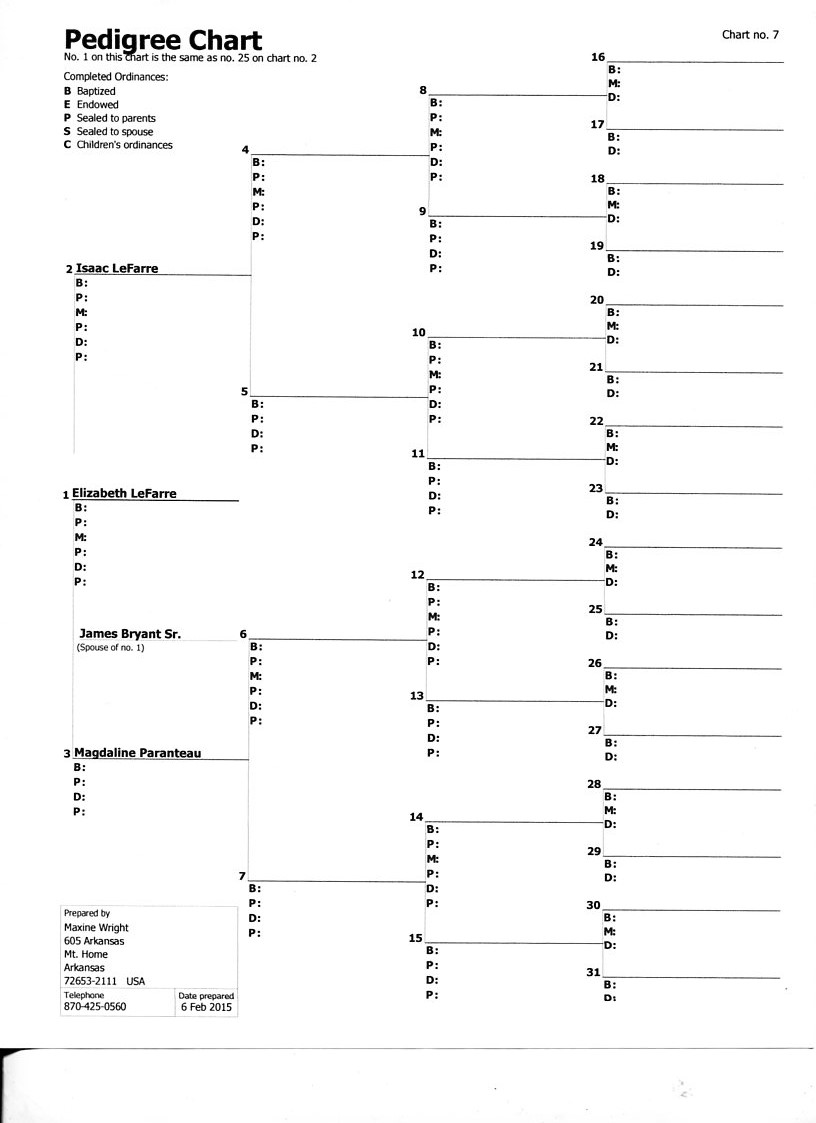 Pedigree Chart
Chart no. 7
No. 1 on this chart is the same as no. 25 on chart no. 2
Completed Ordinances:
B Baptized
E Endowed
P Sealed to parents
S Sealed to spouse
C Children's ordinances
2 Isaac LeFarre
B:
P:
M:
P:
D:
P:
1 Elizabeth LeFarre
B:
P:
M:
P:
D:
P:
James Bryant Sr.
(Spouse of no. 1)
3 Magdaline Paranteau
B:
P:
D:
P:
4
B:
P:
M:
P:
D:
P:
5
B:
P:
D:
P:
6
B:
P:
M:
P:
D:
P:
7
B:
P:
D:
P:
8
B:
P:
M:
P:
D:
P:
9
B:
P:
D:
P:
10
B:
P:
M:
P:
D:
P:
11
B:
P:
D:
P:
12
B:
P:
M:
P:
D:
P:
13
B:
P:
D:
P:
14
B:
P:
M:
P:
D:
P:
15
B:
P:
D:
P:
16
B:
M:
D:
17
B:
D:
18
B:
M:
D:
19
B:
D:
20
B:
M:
D:
21
B:
D:
22
B:
M:
D:
23
B:
D:
24
B:
M:
D:
25
B:
D:
26
B:
M:
D:
27
B:
D:
28
B:
M:
D:
29
B:
D:
30
B:
M:
D:
31
B:
D:
Prepared by
Maxine Wright
605 Arkansas
Mt. Home
Arkansas
72653-2111 USA
Telephone
870-425-0560
Date prepared
6 Feb 2015